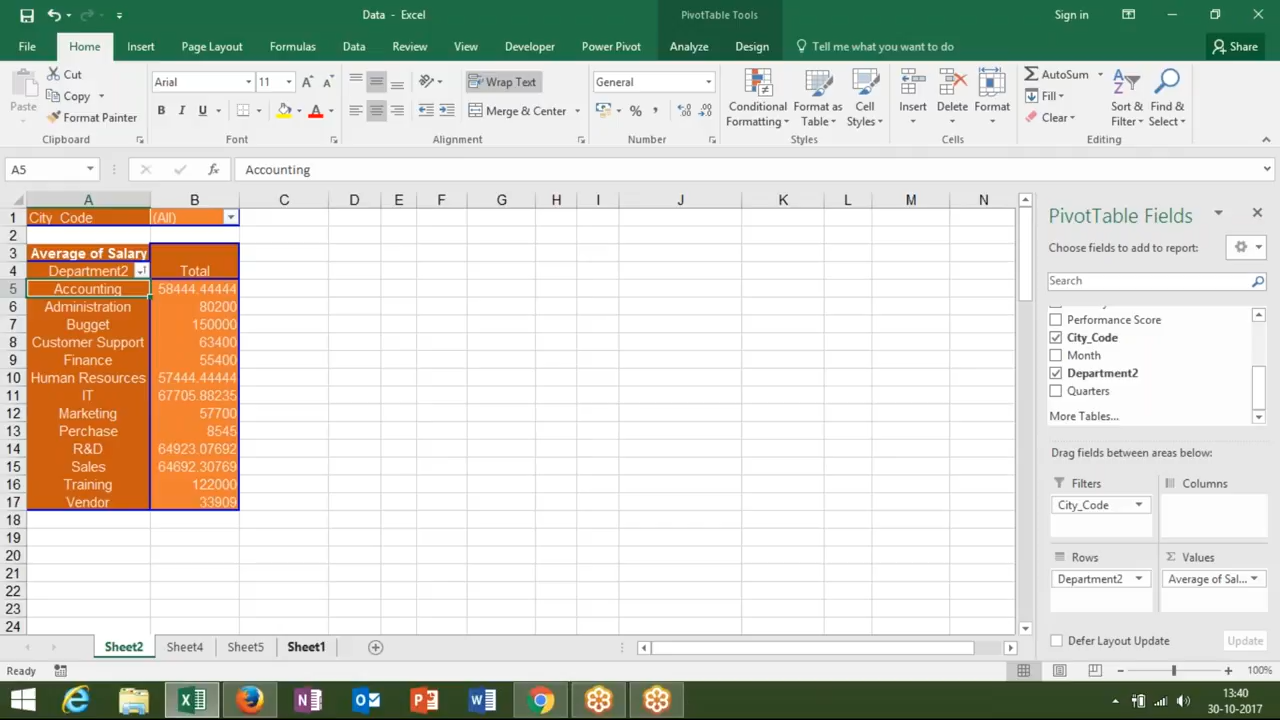 Data - Excel
PivotTable Tools
Sign in
File
Home
Insert
Page Layout
Formulas
Data
Review
View
Developer
Power Pivot
Analyze
Design
Tell me what you want to do
Share
Paste
Cut
Copy
Format Painter
Clipboard
Arial
11
B I U
Font
Wrap Text
Merge & Center
Alignment
General
%
Number
Conditional Formatting
Format as Table
Cell Styles
Styles
Insert
Delete
Format
Cells
AutoSum
Fill
Clear
Sort & Filter
Find & Select
Editing
A5
fx
Accounting
A B C D E F G H I J K L M N
1 City_Code (All)
2
3 Average of Salary
4 Department2 Total
5 Accounting 58444.44444
6 Administration 80200
7 Bugget 150000
8 Customer Support 63400
9 Finance 55400
10 Human Resources 57444.44444
11 IT 67705.88235
12 Marketing 57700
13 Perchase 8545
14 R&D 64923.07692
15 Sales 64692.30769
16 Training 122000
17 Vendor 33909
18
19
20
21
22
23
24
PivotTable Fields
Choose fields to add to report:
Search
Performance Score
City_Code
Month
Department2
Quarters
More Tables...
Drag fields between areas below:
Filters
Columns
City_Code
Rows
Σ Values
Department2
Average of Sal...
Defer Layout Update
Update
Sheet2
Sheet4
Sheet5
Sheet1
Ready
100%
13:40
30-10-2017